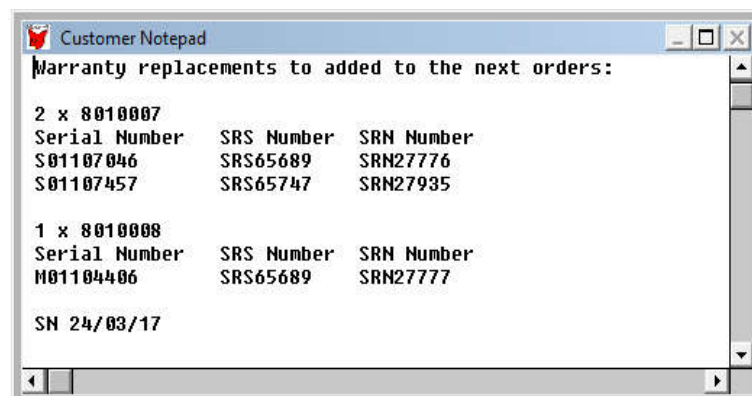 Customer Notepad
Warranty replacements to added to the next orders:
2 x 8010007
Serial Number SRS Number SRN Number
S01107046 SRS65689 SRN27776
S01107457 SRS65747 SRN27935
1 x 8010008
Serial Number SRS Number SRN Number
M01104406 SRS65689 SRN27777
SN 24/03/17